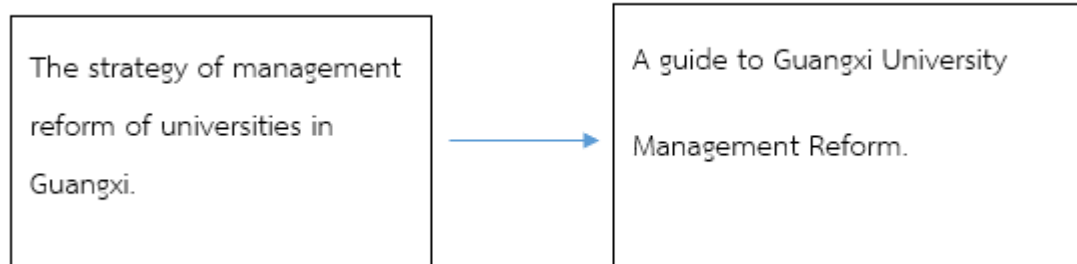 The strategy of management
reform of universities in
Guangxi.
A guide to Guangxi University
Management Reform.